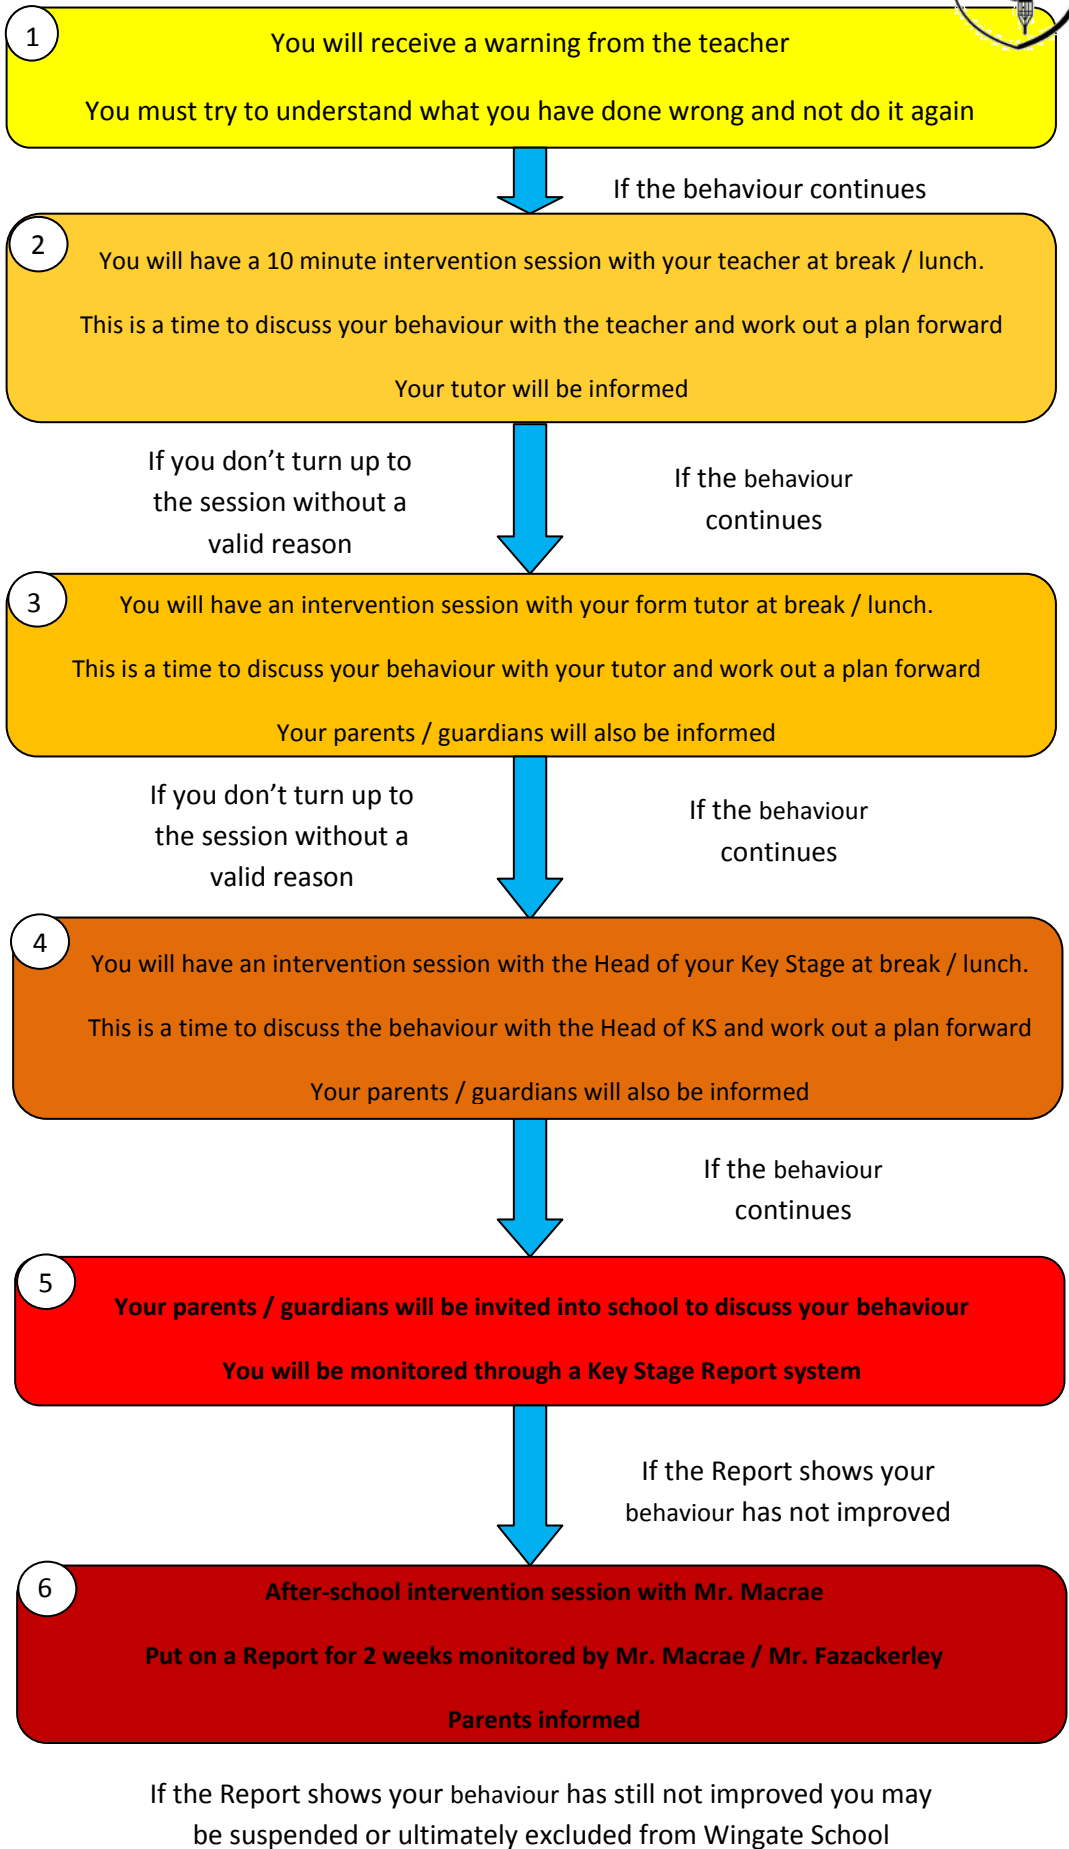 1
You will receive a warning from the teacher
You must try to understand what you have done wrong and not do it again
If the behaviour continues
2
You will have a 10 minute intervention session with your teacher at break / lunch.
This is a time to discuss your behaviour with the teacher and work out a plan forward
Your tutor will be informed
If you don’t turn up to
the session without a
valid reason
If the behaviour
continues
3
You will have an intervention session with your form tutor at break / lunch.
This is a time to discuss your behaviour with your tutor and work out a plan forward
Your parents / guardians will also be informed
If you don’t turn up to
the session without a
valid reason
If the behaviour
continues
4
You will have an intervention session with the Head of your Key Stage at break / lunch.
This is a time to discuss the behaviour with the Head of KS and work out a plan forward
Your parents / guardians will also be informed
If the behaviour
continues
5
Your parents / guardians will be invited into school to discuss your behaviour
You will be monitored through a Key Stage Report system
If the Report shows your
behaviour has not improved
6
After-school intervention session with Mr. Macrae
Put on a Report for 2 weeks monitored by Mr. Macrae / Mr. Fazackerley
Parents informed
If the Report shows your behaviour has still not improved you may
be suspended or ultimately excluded from Wingate School